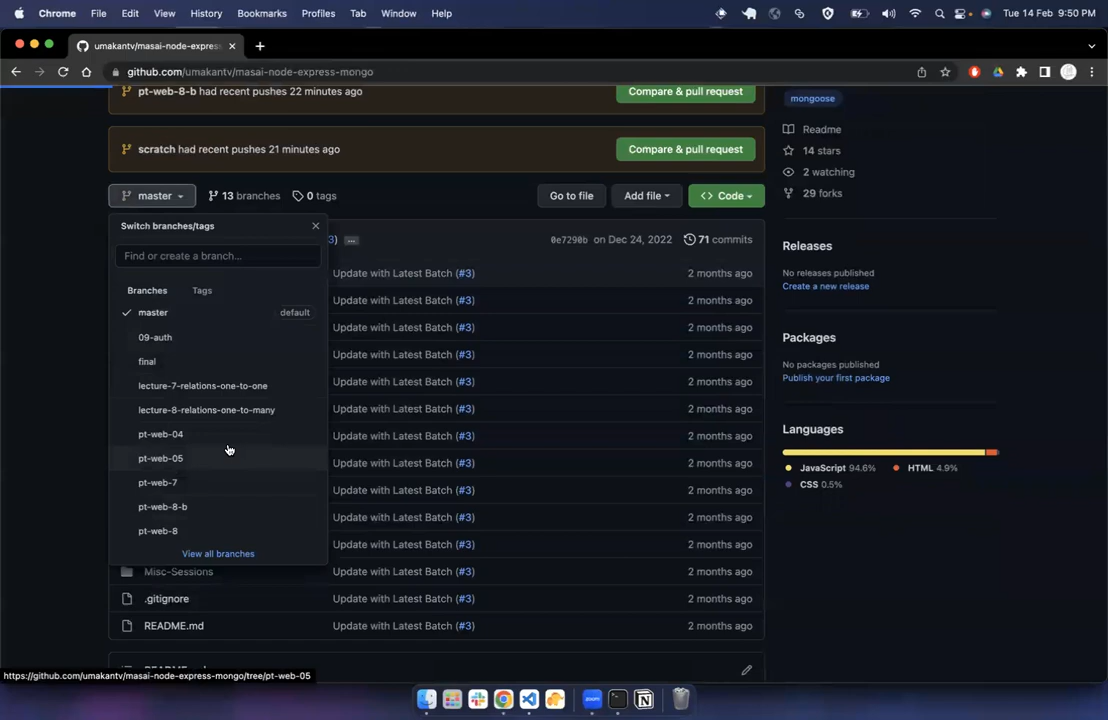 Chrome File Edit View History Bookmarks Profiles Tab Window Help
Tue 14 Feb 9:50 PM
umakantv/masai-node-express
github.com/umakantv/masai-node-express-mongo
pt-web-8-b had recent pushes 22 minutes ago
Compare & pull request
scratch had recent pushes 21 minutes ago
Compare & pull request
master
13 branches
0 tags
Go to file
Add file
Code
Switch branches/tags
Find or create a branch...
Branches
Tags
master
default
09-auth
final
lecture-7-relations-one-to-one
lecture-8-relations-one-to-many
pt-web-04
pt-web-05
pt-web-7
pt-web-8-b
pt-web-8
View all branches
3) ...
0e7290b on Dec 24, 2022
71 commits
Update with Latest Batch (#3) 2 months ago
Update with Latest Batch (#3) 2 months ago
Update with Latest Batch (#3) 2 months ago
Update with Latest Batch (#3) 2 months ago
Update with Latest Batch (#3) 2 months ago
Update with Latest Batch (#3) 2 months ago
Update with Latest Batch (#3) 2 months ago
Update with Latest Batch (#3) 2 months ago
Update with Latest Batch (#3) 2 months ago
Update with Latest Batch (#3) 2 months ago
Update with Latest Batch (#3) 2 months ago
Misc-Sessions Update with Latest Batch (#3) 2 months ago
.gitignore Update with Latest Batch (#3) 2 months ago
README.md Update with Latest Batch (#3) 2 months ago
mongoose
Readme
14 stars
2 watching
29 forks
Releases
No releases published
Create a new release
Packages
No packages published
Publish your first package
Languages
JavaScript 94.6%
HTML 4.9%
CSS 0.5%
https://github.com/umakantv/masai-node-express-mongo/tree/pt-web-05
zoom